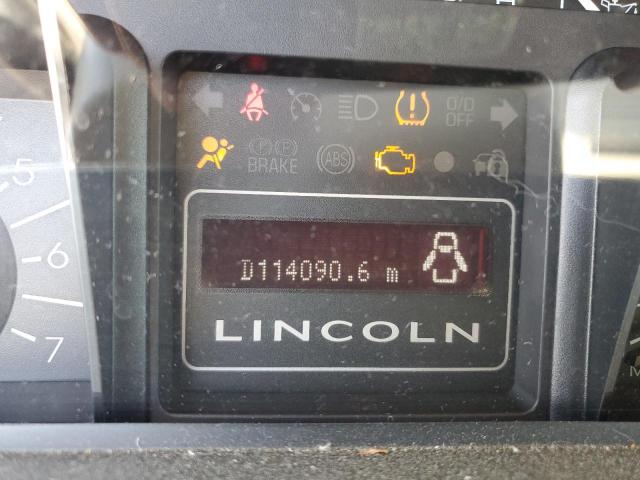 O/D
OFF
(P) (E)
BRAKE
(ABS)
5
6
7
D114090.6 m
LINCOLN
M